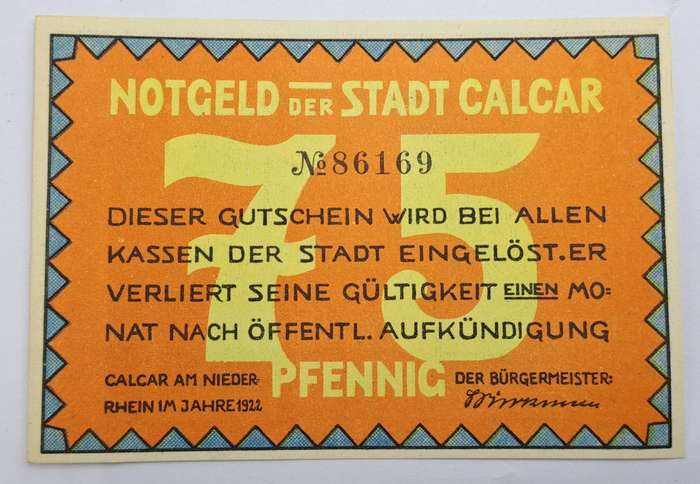 NOTGELD DER STADT CALCAR
75
№86169
DIESER GUTSCHEIN WIRD BEI ALLEN
KASSEN DER STADT EINGELÖST. ER
VERLIERT SEINE GÜLTIGKEIT EINEN MO-
NAT NACH ÖFFENTL. AUFKÜNDIGUNG
CALCAR AM NIEDER-
RHEIN IM JAHRE 1922
PFENNIG
DER BÜRGERMEISTER: